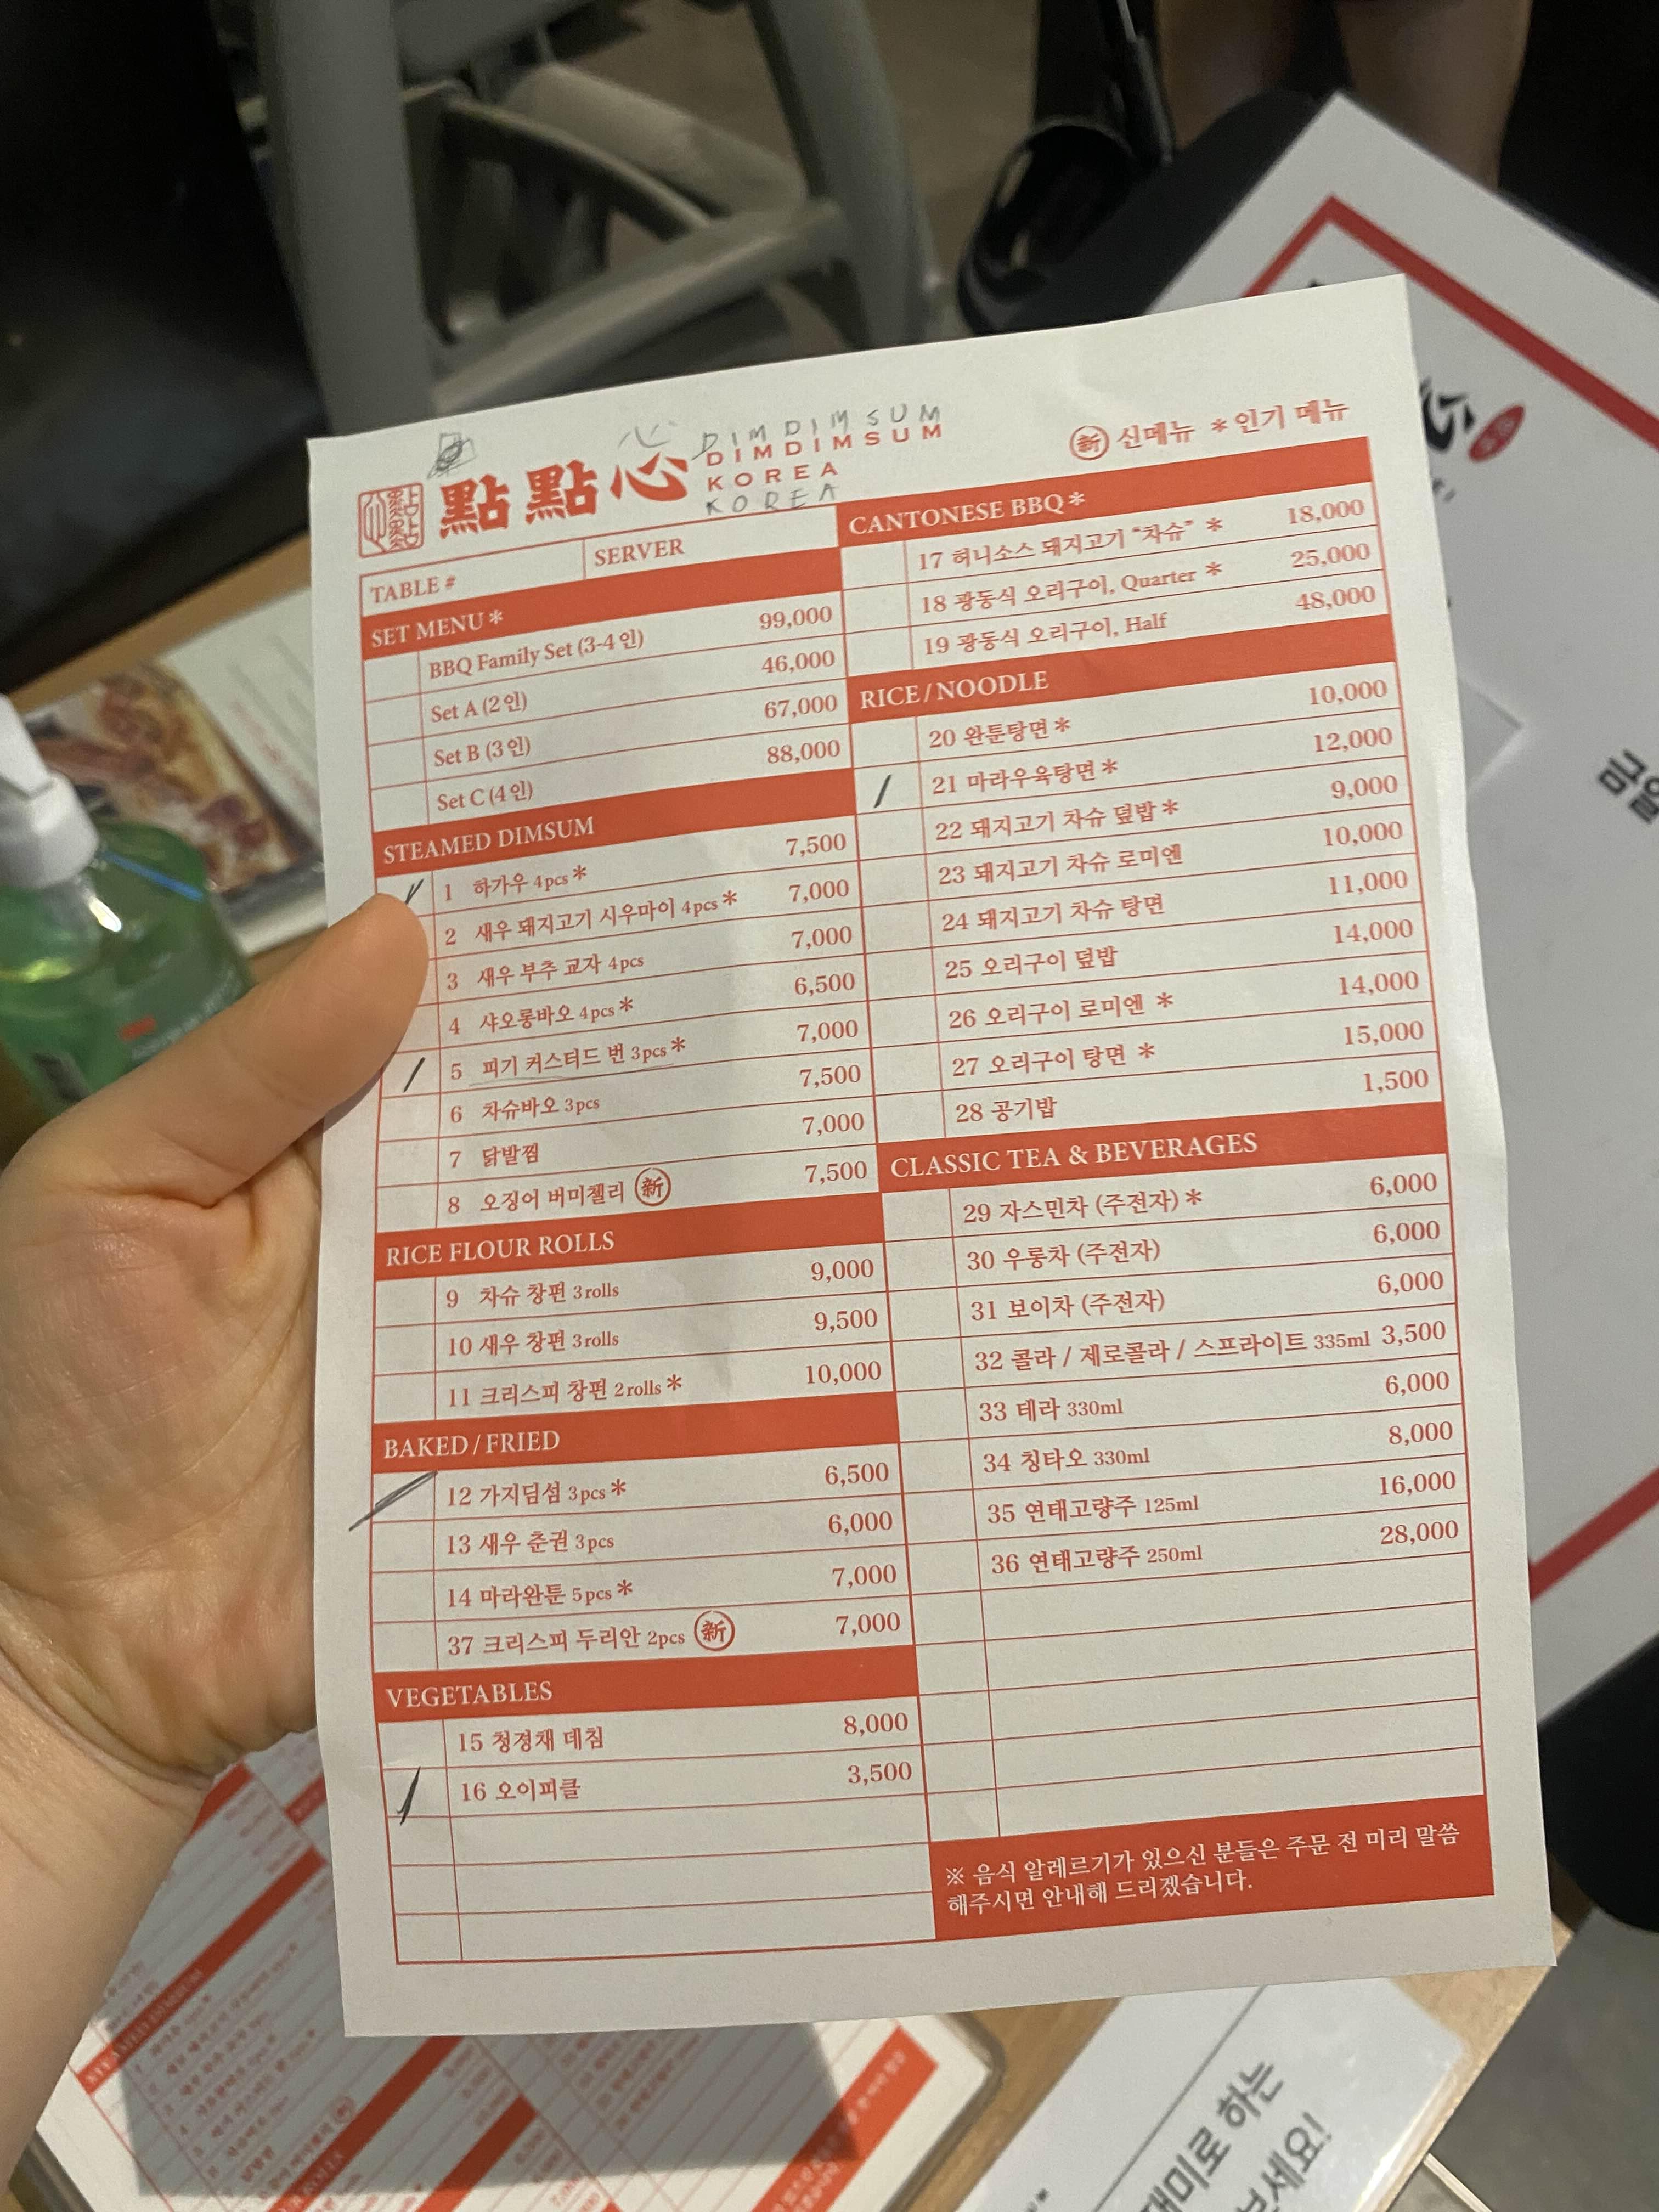 心 DIMDIMSUM
點點心 DIMDIMSUM
KOREA
KOREA
新 신메뉴 *인기 메뉴
TABLE # SERVER
SET MENU *
BBQ Family Set (3-4인) 99,000
Set A (2인) 46,000
Set B (3인) 67,000
Set C (4인) 88,000
STEAMED DIMSUM
1 하가우 4pcs * 7,500
2 새우 돼지고기 시우마이 4pcs * 7,000
3 새우 부추 교자 4pcs 7,000
4 샤오롱바오 4pcs * 6,500
5 피기 커스터드 번 3pcs * 7,000
6 차슈바오 3pcs 7,500
7 닭발찜 7,000
8 오징어 버미첼리 新 7,500
RICE FLOUR ROLLS
9 차슈 창펀 3rolls 9,000
10 새우 창펀 3rolls 9,500
11 크리스피 창펀 2rolls * 10,000
BAKED / FRIED
12 가지딤섬 3pcs * 6,500
13 새우 춘권 3pcs 6,000
14 마라완툰 5pcs * 7,000
37 크리스피 두리안 2pcs 新 7,000
VEGETABLES
15 청경채 데침 8,000
16 오이피클 3,500
CANTONESE BBQ *
17 허니소스 돼지고기 “차슈” * 18,000
18 광동식 오리구이, Quarter * 25,000
19 광동식 오리구이, Half 48,000
RICE / NOODLE
20 완툰탕면 * 10,000
21 마라우육탕면 * 12,000
22 돼지고기 차슈 덮밥 * 9,000
23 돼지고기 차슈 로미엔 10,000
24 돼지고기 차슈 탕면 11,000
25 오리구이 덮밥 14,000
26 오리구이 로미엔 * 14,000
27 오리구이 탕면 * 15,000
28 공기밥 1,500
CLASSIC TEA & BEVERAGES
29 자스민차 (주전자) * 6,000
30 우롱차 (주전자) 6,000
31 보이차 (주전자) 6,000
32 콜라 / 제로콜라 / 스프라이트 335ml 3,500
33 테라 330ml 6,000
34 칭타오 330ml 8,000
35 연태고량주 125ml 16,000
36 연태고량주 250ml 28,000
※ 음식 알레르기가 있으신 분들은 주문 전 미리 말씀
해주시면 안내해 드리겠습니다.
心
금일
대미로 하는
보세요!